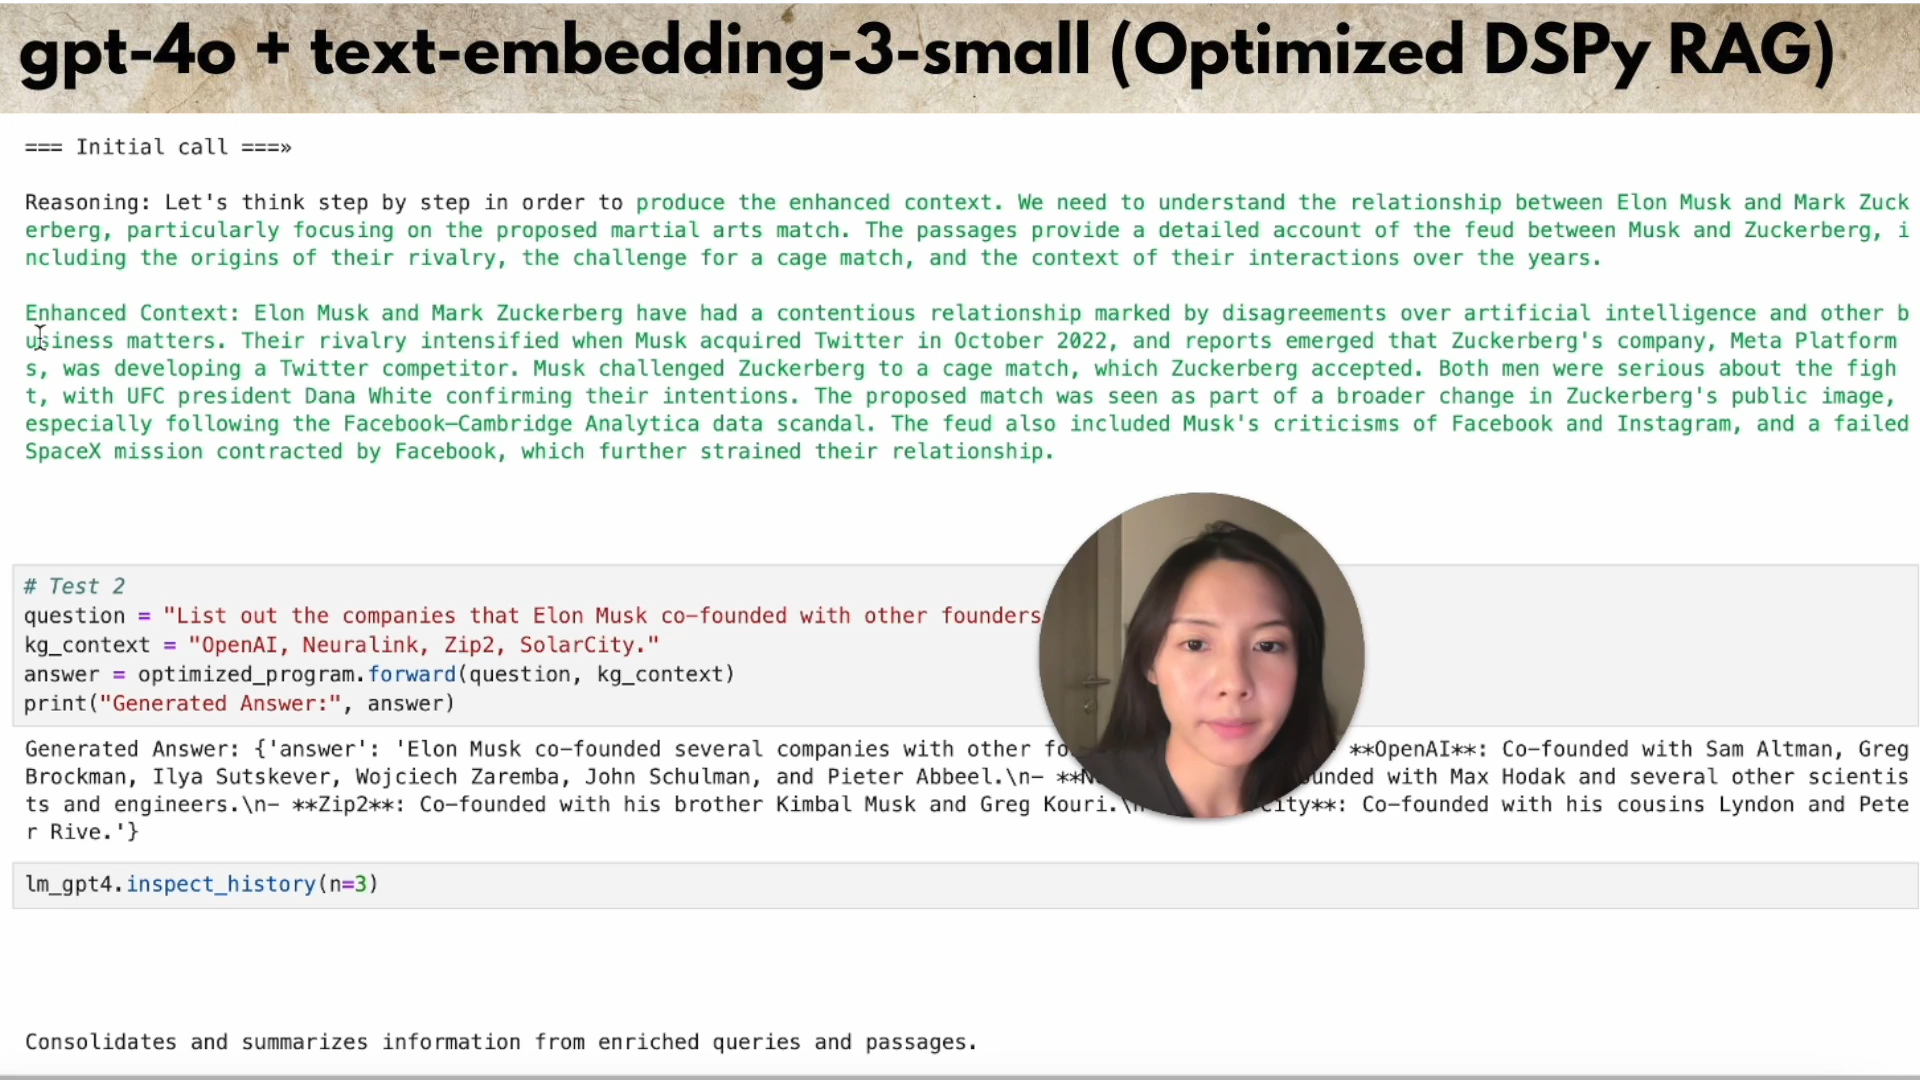 gpt-4o + text-embedding-3-small (Optimized DSPy RAG)
=== Initial call ===»
Reasoning: Let's think step by step in order to produce the enhanced context. We need to understand the relationship between Elon Musk and Mark Zuck
erberg, particularly focusing on the proposed martial arts match. The passages provide a detailed account of the feud between Musk and Zuckerberg, i
ncluding the origins of their rivalry, the challenge for a cage match, and the context of their interactions over the years.
Enhanced Context: Elon Musk and Mark Zuckerberg have had a contentious relationship marked by disagreements over artificial intelligence and other b
usiness matters. Their rivalry intensified when Musk acquired Twitter in October 2022, and reports emerged that Zuckerberg's company, Meta Platform
s, was developing a Twitter competitor. Musk challenged Zuckerberg to a cage match, which Zuckerberg accepted. Both men were serious about the figh
t, with UFC president Dana White confirming their intentions. The proposed match was seen as part of a broader change in Zuckerberg's public image,
especially following the Facebook–Cambridge Analytica data scandal. The feud also included Musk's criticisms of Facebook and Instagram, and a failed
SpaceX mission contracted by Facebook, which further strained their relationship.
# Test 2
question = "List out the companies that Elon Musk co-founded with other founders
kg_context = "OpenAI, Neuralink, Zip2, SolarCity."
answer = optimized_program.forward(question, kg_context)
print("Generated Answer:", answer)
Generated Answer: {'answer': 'Elon Musk co-founded several companies with other **OpenAI**: Co-founded with Sam Altman, Greg
Brockman, Ilya Sutskever, Wojciech Zaremba, John Schulman, and Pieter Abbeel.\n- with Max Hodak and several other scientis
ts and engineers.\n- **Zip2**: Co-founded with his brother Kimbal Musk and Greg Kouri. Co-founded with his cousins Lyndon and Pete
r Rive.'}
lm_gpt4.inspect_history(n=3)
Consolidates and summarizes information from enriched queries and passages.